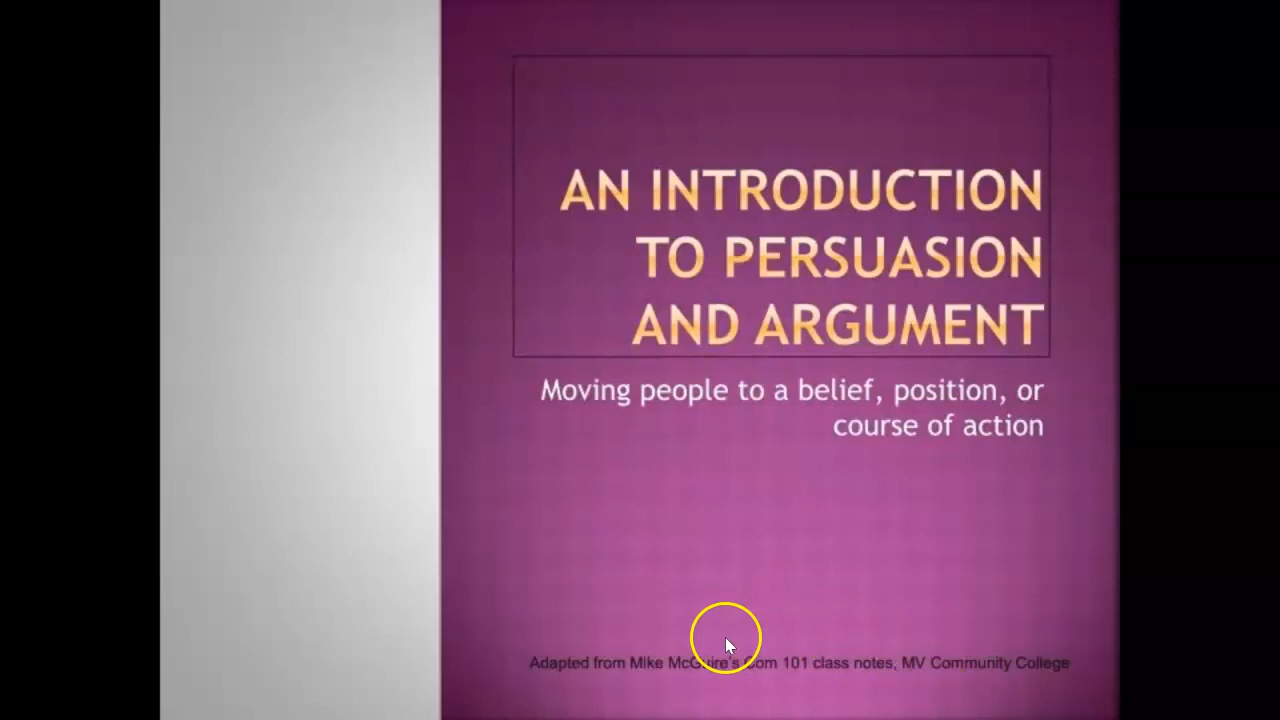 AN INTRODUCTION
TO PERSUASION
AND ARGUMENT
Moving people to a belief, position, or
course of action
Adapted from Mike McGuire's Com 101 class notes, MV Community College